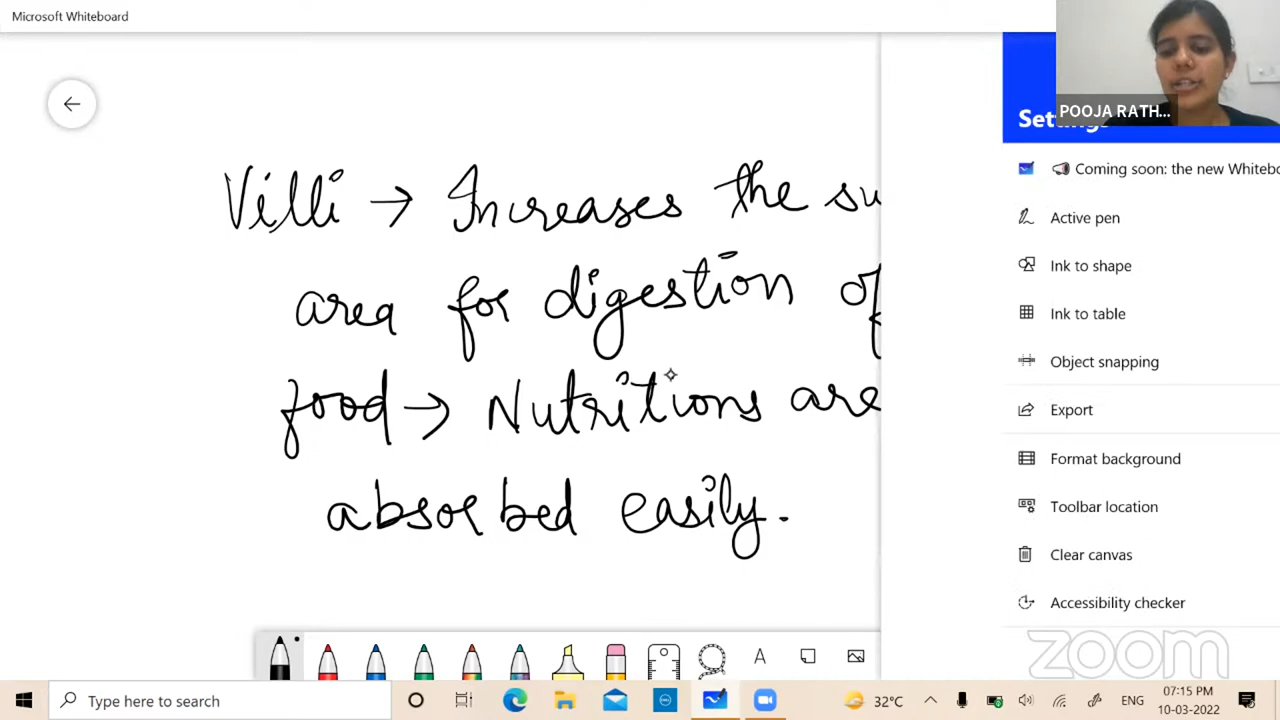 Microsoft Whiteboard
POOJA RATH...
Coming soon: the new Whitebo
Active pen
Ink to shape
Ink to table
Object snapping
Export
Format background
Toolbar location
Clear canvas
Accessibility checker
Villi → Increases the su
area for digestion of
food → Nutritions are
absorbed easily.
A
zoom
Type here to search
32°C
ENG
07:15 PM
10-03-2022